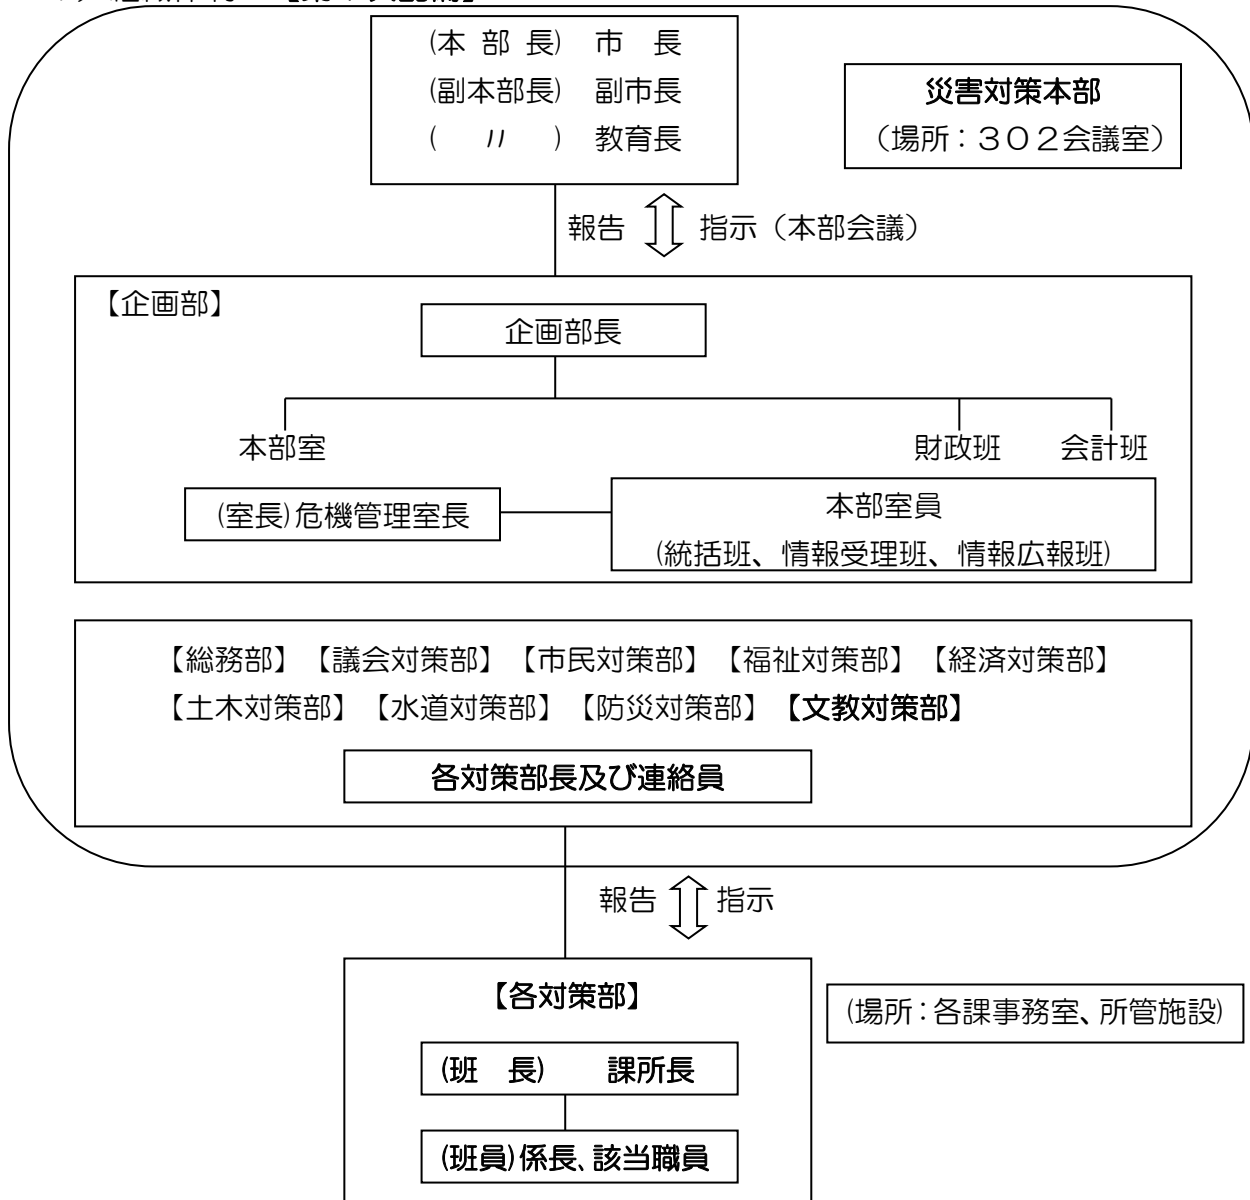 (本 部 長) 市　長
(副本部長) 副市長
(　〃　) 教育長
災害対策本部
（場所：３０２会議室）
報告 指示（本部会議）
【企画部】
企画部長
本部室 財政班 会計班
(室長)危機管理室長
本部室員
(統括班、情報受理班、情報広報班)
【総務部】【議会対策部】【市民対策部】【福祉対策部】【経済対策部】
【土木対策部】【水道対策部】【防災対策部】【文教対策部】
各対策部長及び連絡員
報告 指示
【各対策部】
(場所：各課事務室、所管施設)
(班　長)　　課所長
(班員)係長、該当職員